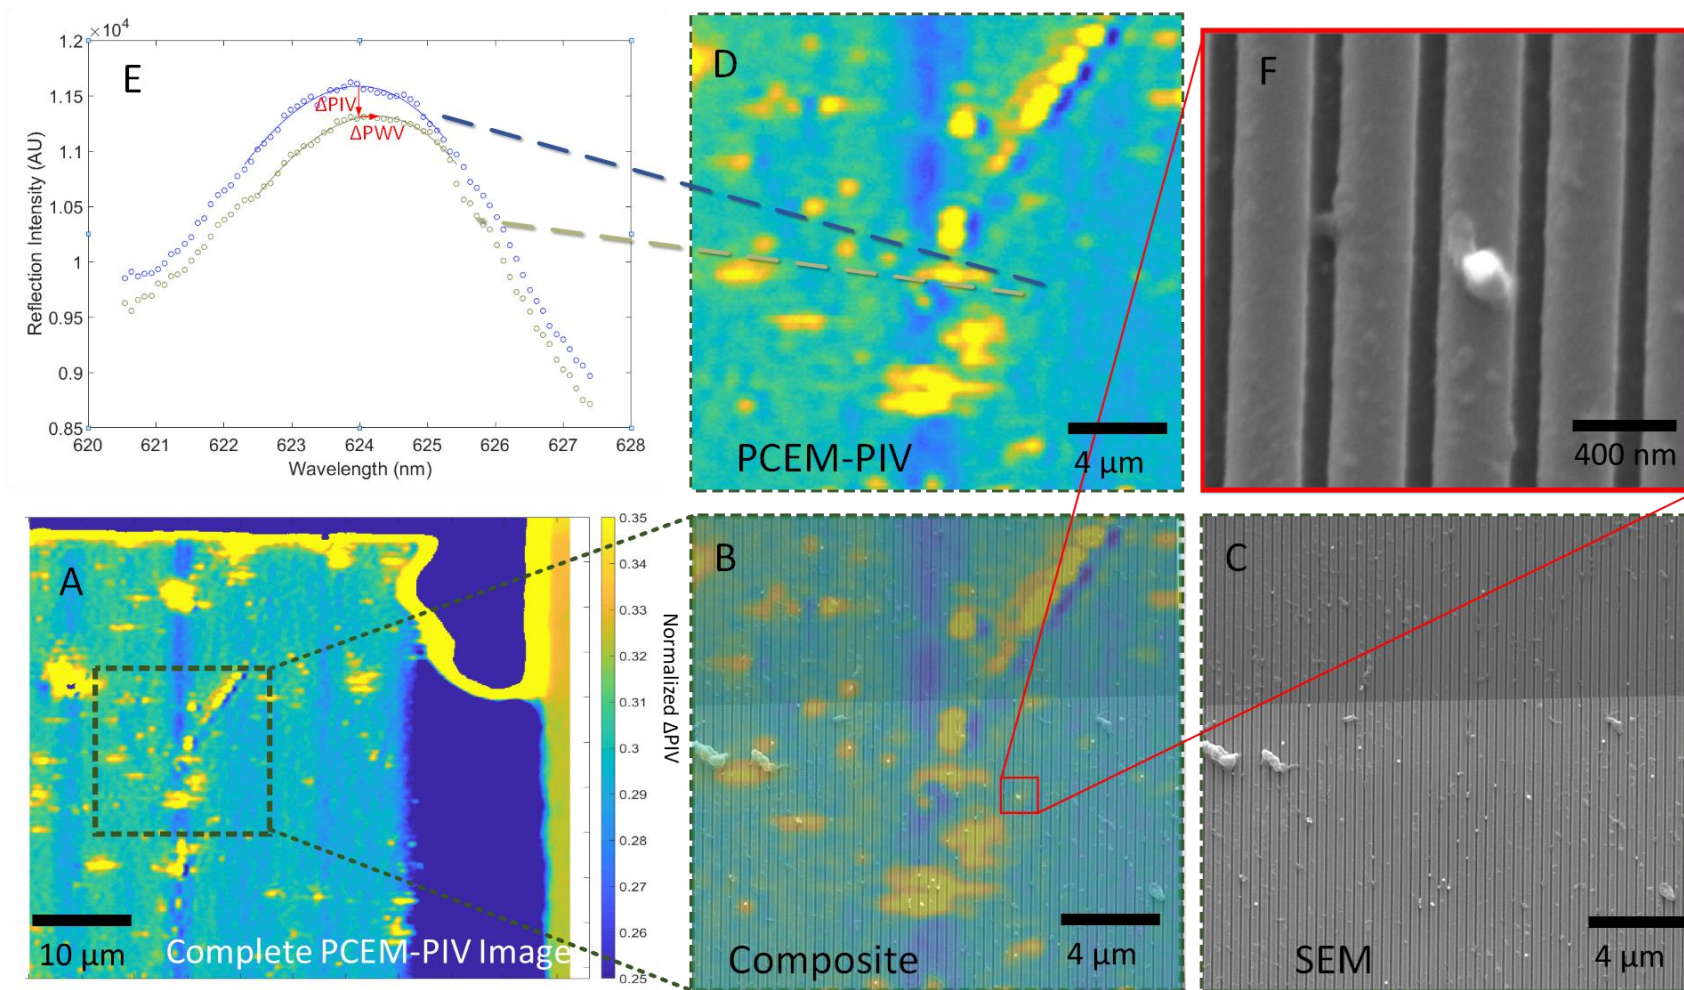 ×10⁴
1.2
1.15
1.1
1.05
1
0.95
0.9
0.85
Reflection Intensity (AU)
E
ΔPIV
ΔPWV
620 621 622 623 624 625 626 627 628
Wavelength (nm)
D
PCEM-PIV
4 μm
F
400 nm
A
10 μm
Complete PCEM-PIV Image
0.35
0.34
0.33
0.32
0.31
0.3
0.29
0.28
0.27
0.26
0.25
Normalized ΔPIV
B
Composite
4 μm
C
SEM
4 μm